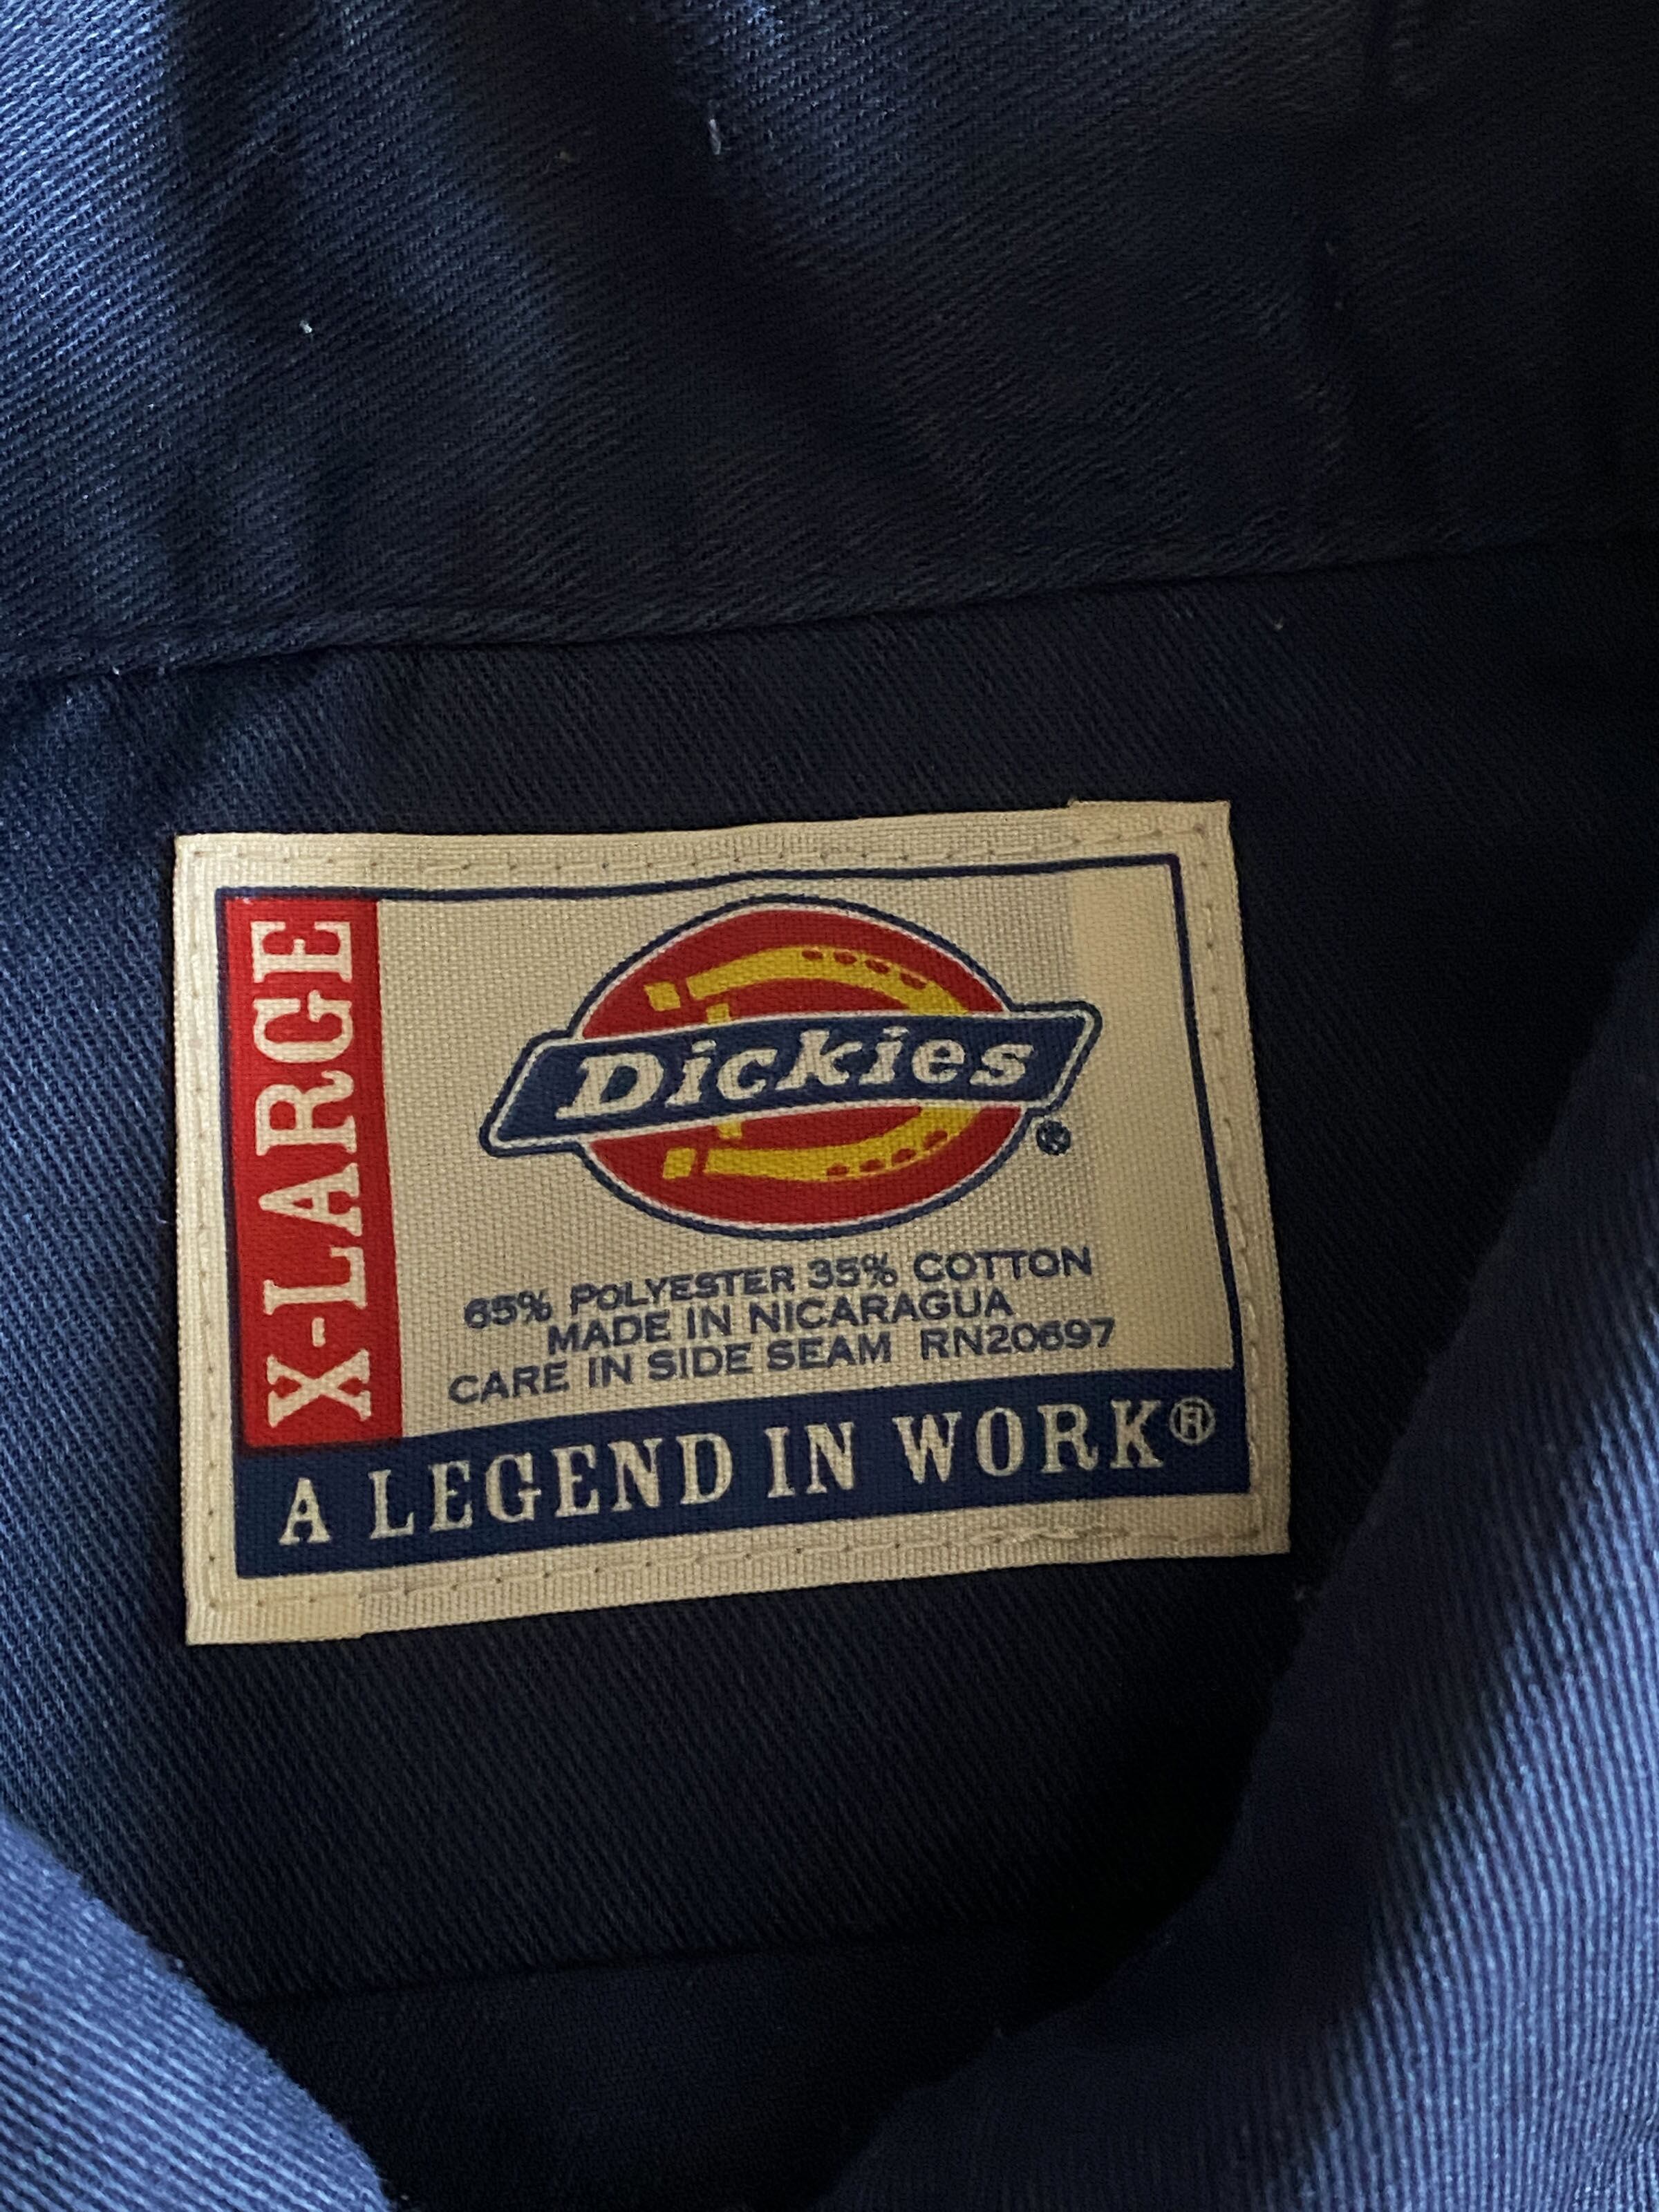 X-LARGE
Dickies
®
65% POLYESTER 35% COTTON
MADE IN NICARAGUA
CARE IN SIDE SEAM RN20697
A LEGEND IN WORK®